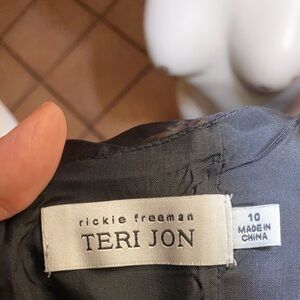 rickie freeman
TERI JON
10
MADE IN
CHINA